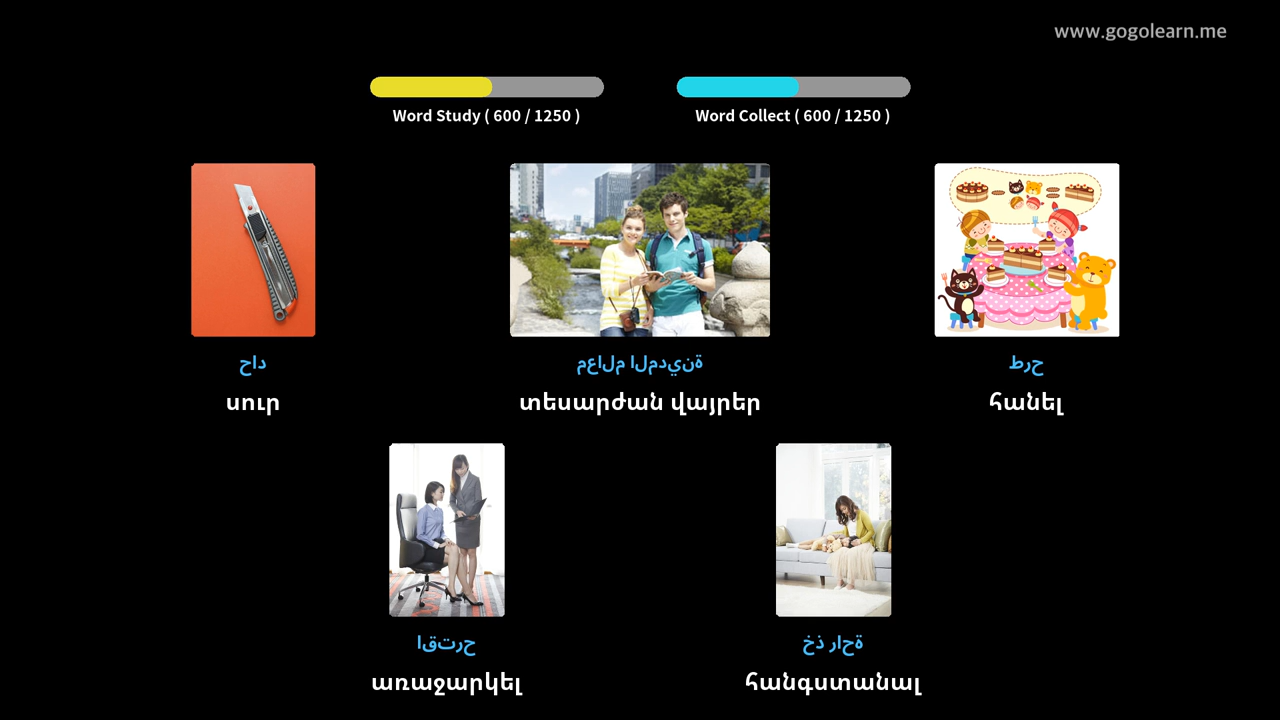 www.gogolearn.me
Word Study ( 600 / 1250 )
Word Collect ( 600 / 1250 )
حاد
սուր
معالم المدينة
տեսարժան վայրեր
طرح
հանել
اقترح
առաջարկել
خذ راحة
հանգստանալ